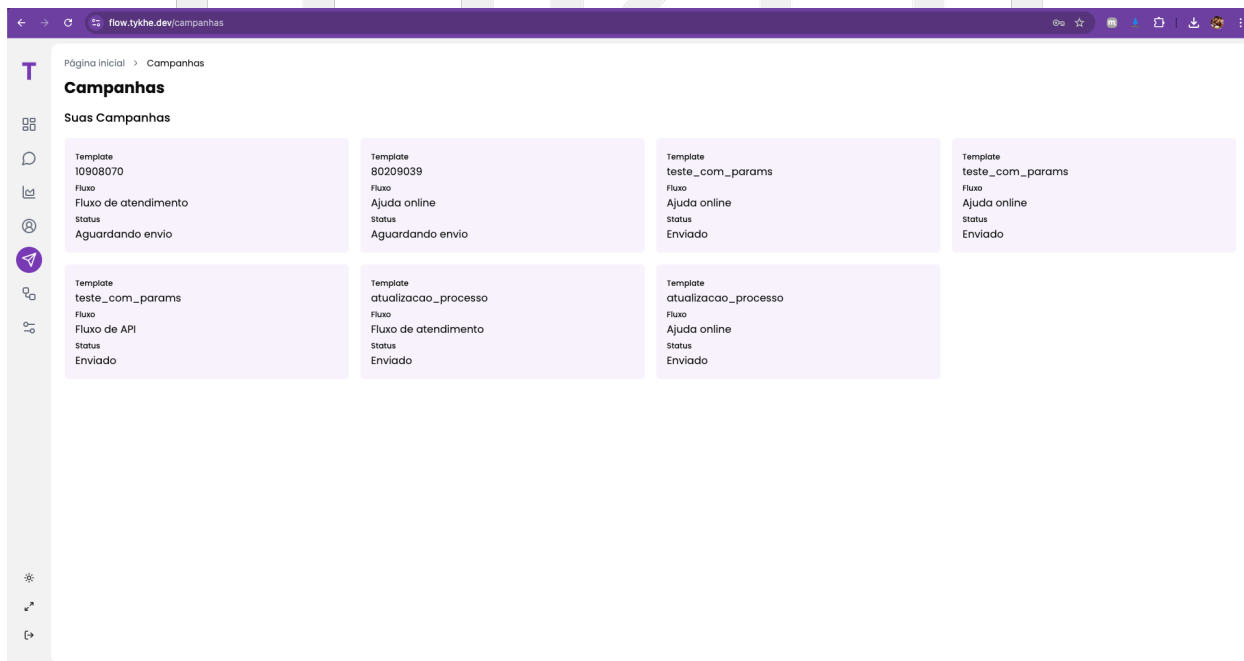 flow.tykhe.dev/campanhas
T
Página inicial > Campanhas
Campanhas
Suas Campanhas
Template
10908070
Fluxo
Fluxo de atendimento
Status
Aguardando envio
Template
80209039
Fluxo
Ajuda online
Status
Aguardando envio
Template
teste_com_params
Fluxo
Ajuda online
Status
Enviado
Template
teste_com_params
Fluxo
Ajuda online
Status
Enviado
Template
teste_com_params
Fluxo
Fluxo de API
Status
Enviado
Template
atualizacao_processo
Fluxo
Fluxo de atendimento
Status
Enviado
Template
atualizacao_processo
Fluxo
Ajuda online
Status
Enviado